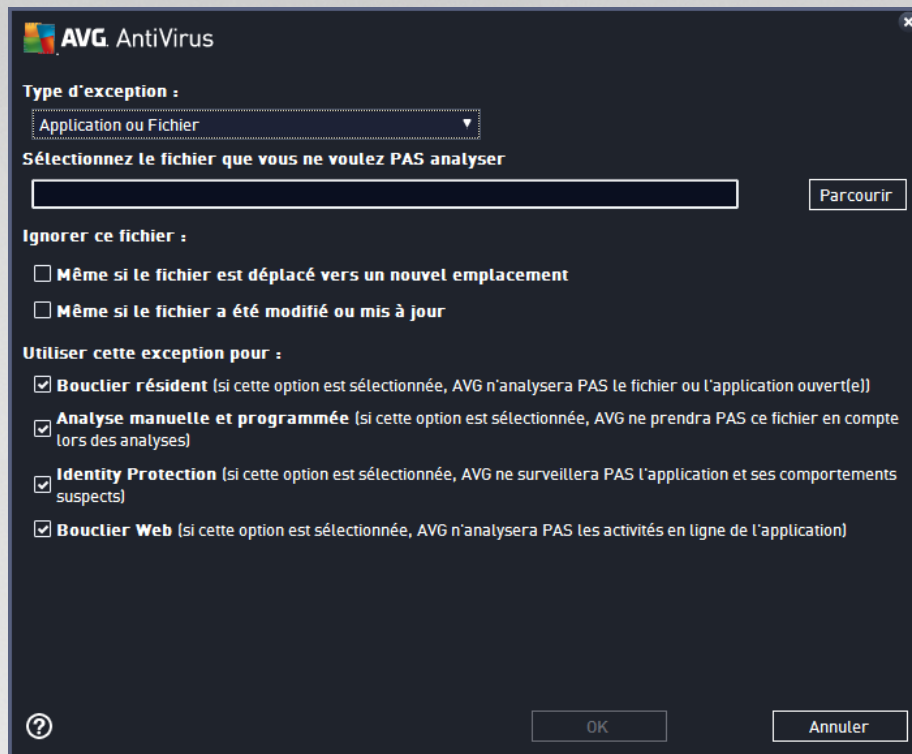 AVG. AntiVirus
Type d'exception :
Application ou Fichier
Sélectionnez le fichier que vous ne voulez PAS analyser
Parcourir
Ignorer ce fichier :
Même si le fichier est déplacé vers un nouvel emplacement
Même si le fichier a été modifié ou mis à jour
Utiliser cette exception pour :
Bouclier résident (si cette option est sélectionnée, AVG n'analysera PAS le fichier ou l'application ouvert(e))
Analyse manuelle et programmée (si cette option est sélectionnée, AVG ne prendra PAS ce fichier en compte
lors des analyses)
Identity Protection (si cette option est sélectionnée, AVG ne surveillera PAS l'application et ses comportements
suspects)
Bouclier Web (si cette option est sélectionnée, AVG n'analysera PAS les activités en ligne de l'application)
?
OK
Annuler